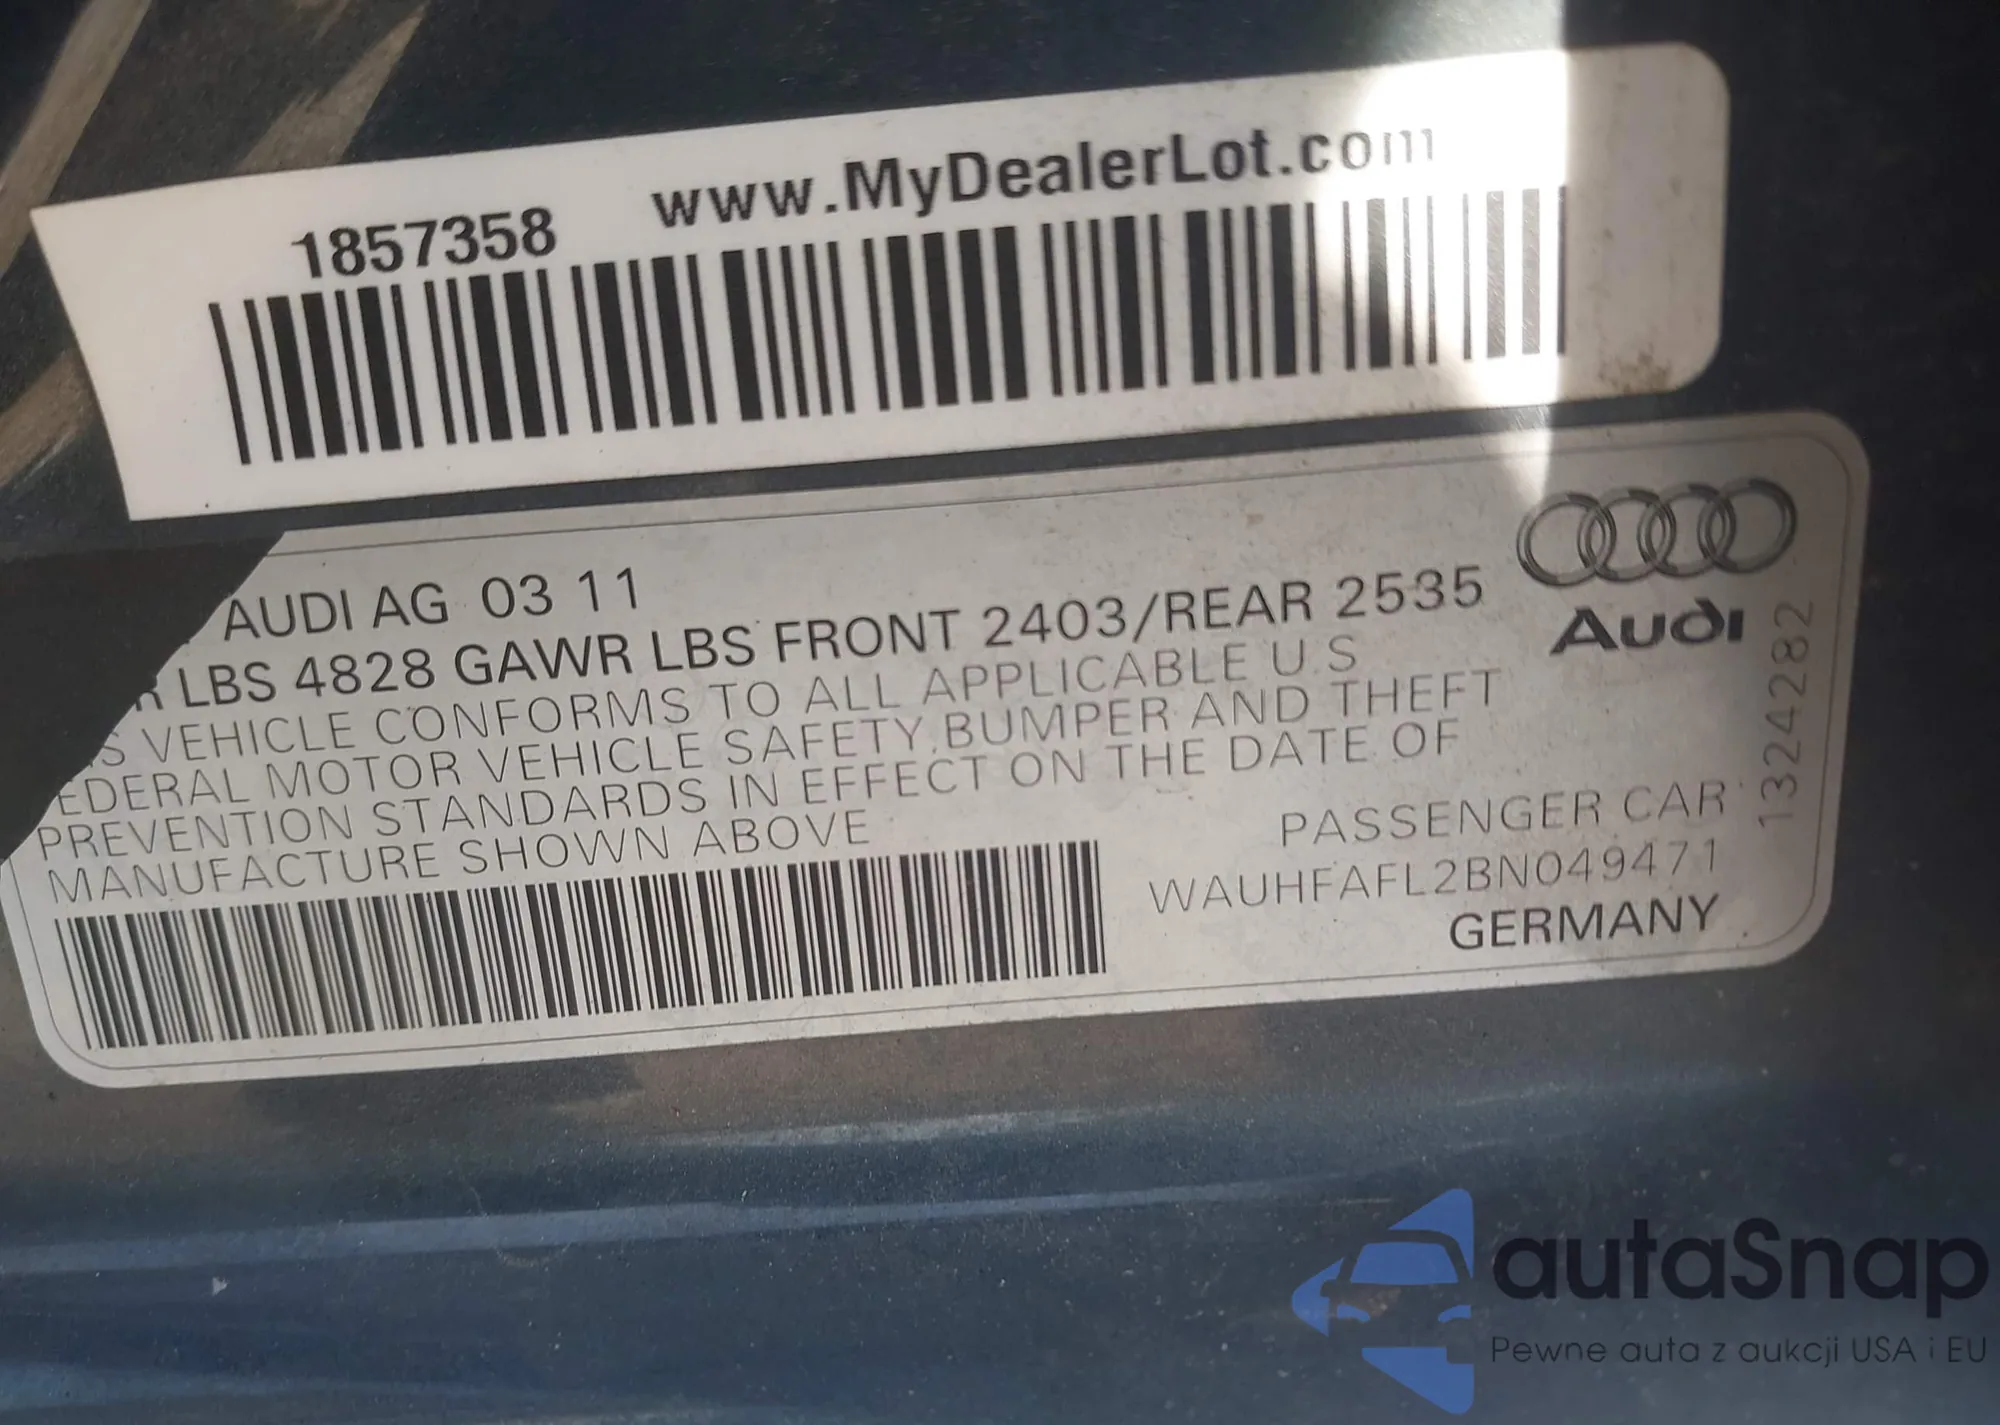 1857358 www.MyDealerLot.com
AUDI AG 03 11
LBS 4828 GAWR LBS FRONT 2403/REAR 2535
VEHICLE CONFORMS TO ALL APPLICABLE U.S
EDERAL MOTOR VEHICLE SAFETY, BUMPER AND THEFT
PREVENTION STANDARDS IN EFFECT ON THE DATE OF
MANUFACTURE SHOWN ABOVE
PASSENGER CAR
WAUHFAFL2BN049471
GERMANY
Audi
1324282
autaSnap
Pewne auta z aukcji USA i EU